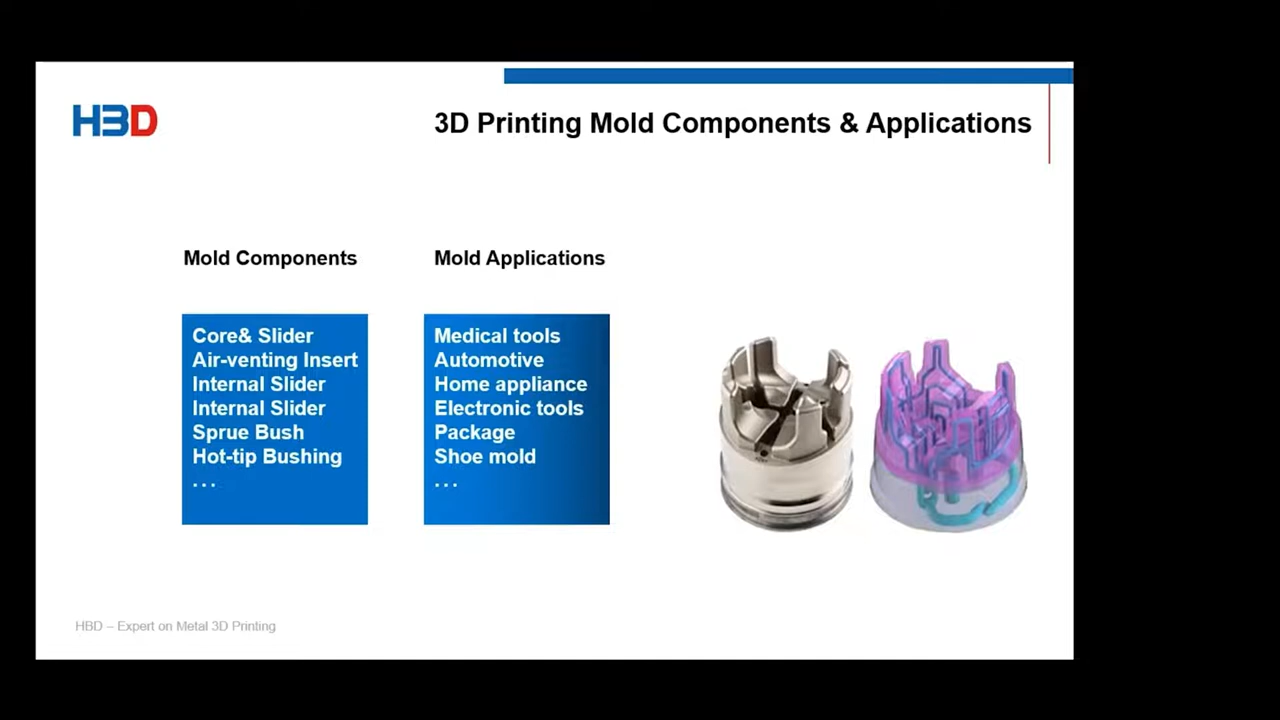 HBD
3D Printing Mold Components & Applications
Mold Components
Core& Slider
Air-venting Insert
Internal Slider
Internal Slider
Sprue Bush
Hot-tip Bushing
...
Mold Applications
Medical tools
Automotive
Home appliance
Electronic tools
Package
Shoe mold
...
HBD – Expert on Metal 3D Printing